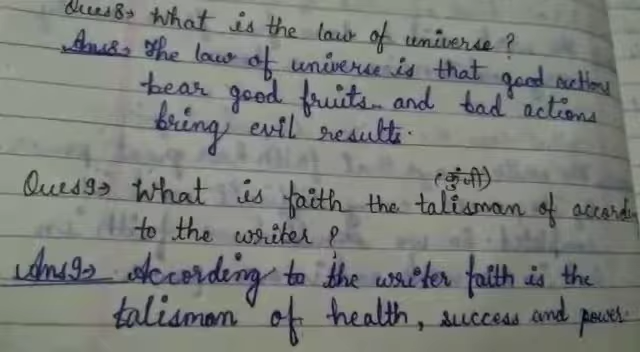 Ques8→ What is the law of universe?
Ans8→ The law of universe is that good actions
bear good fruits and bad actions
bring evil results.
(कुंजी)
Ques9→ What is faith the talisman of accordi
to the writer?
Ans9→ According to the writer faith is the
talisman of health, success and power.